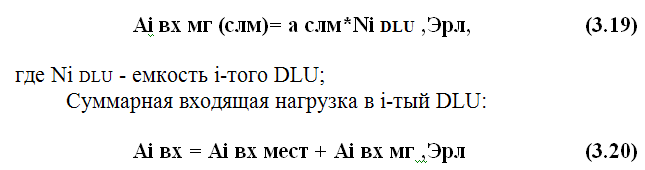 Ai вх мг (слм)= а слм*Ni DLU ,Эрл, (3.19)
где Ni DLU - емкость i-того DLU;
Суммарная входящая нагрузка в i-тый DLU:
Ai вх = Ai вх мест + Ai вх мг ,Эрл (3.20)